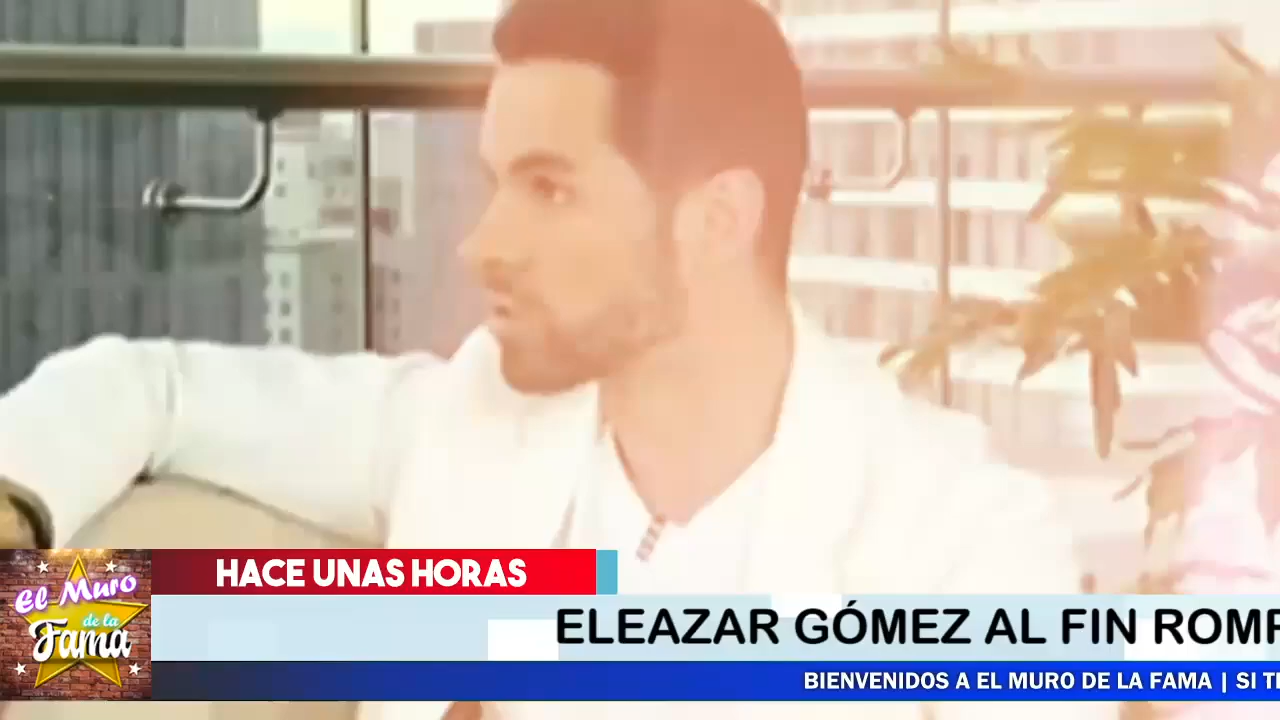 HACE UNAS HORAS
El Muro
de la
Fama
ELEAZAR GÓMEZ AL FIN
BIENVENIDOS A EL MURO DE LA FAMA | SI